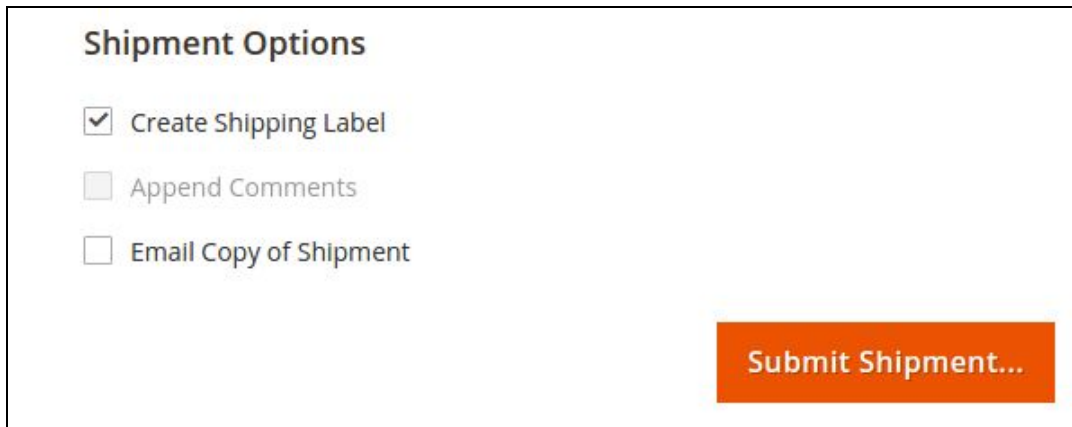 Shipment Options
Create Shipping Label
Append Comments
Email Copy of Shipment
Submit Shipment...